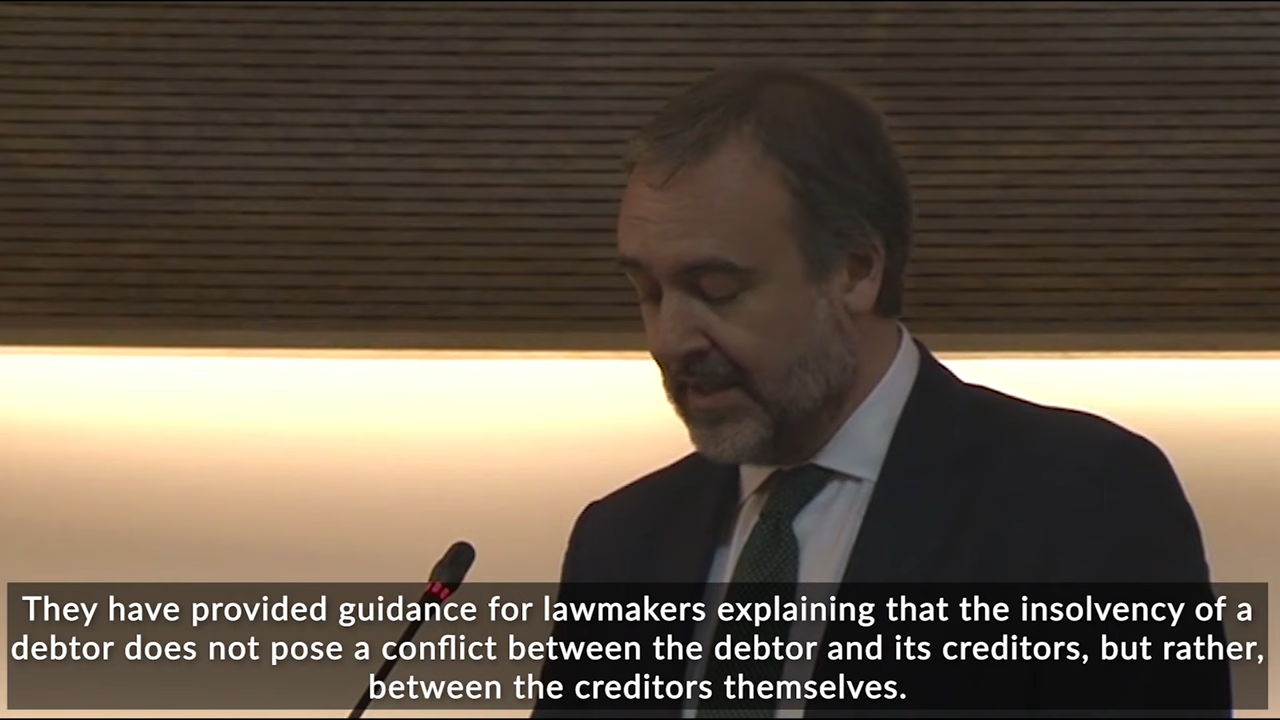 They have provided guidance for lawmakers explaining that the insolvency of a
debtor does not pose a conflict between the debtor and its creditors, but rather,
between the creditors themselves.